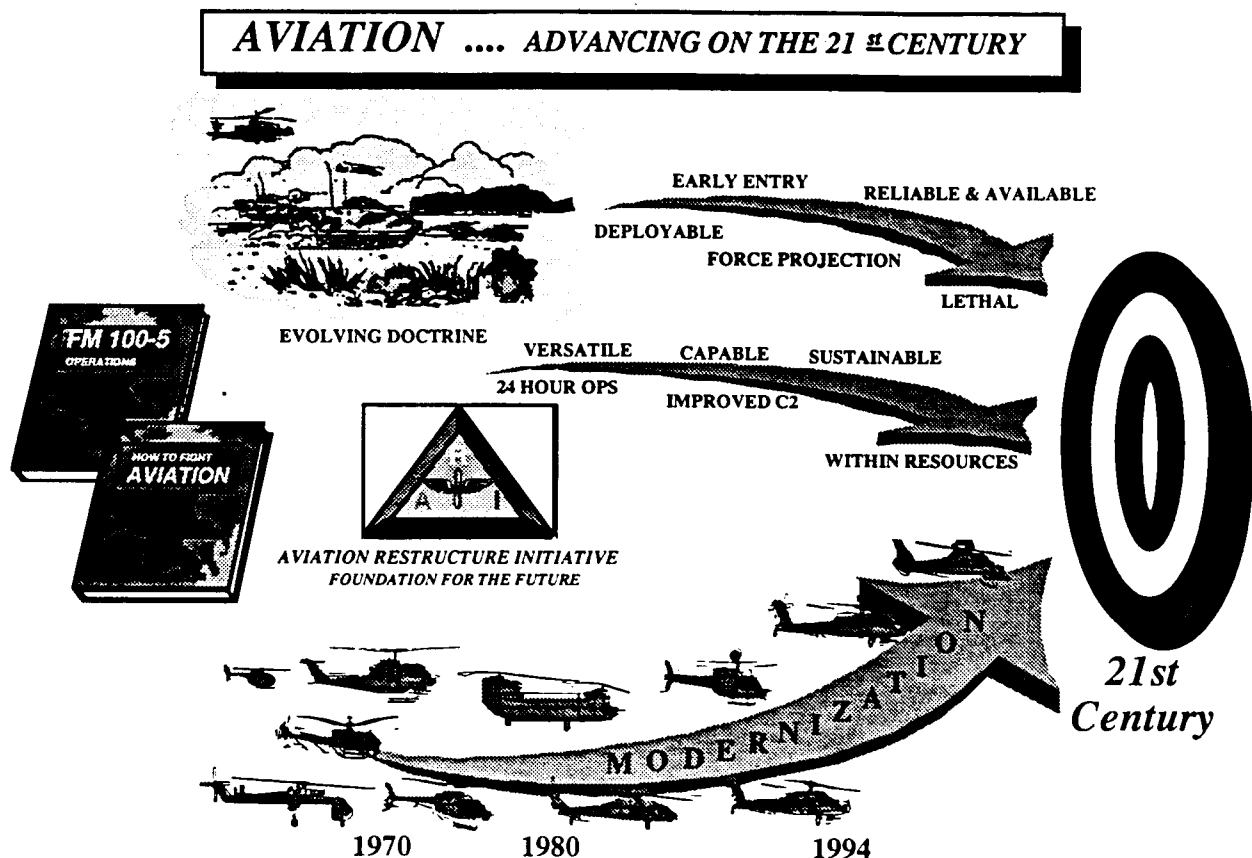 AVIATION .... ADVANCING ON THE 21 st CENTURY
EARLY ENTRY
RELIABLE & AVAILABLE
DEPLOYABLE
FORCE PROJECTION
LETHAL
EVOLVING DOCTRINE
FM 100-5
OPERATIONS
VERSATILE
CAPABLE
SUSTAINABLE
24 HOUR OPS
IMPROVED C2
WITHIN RESOURCES
HOW TO FIGHT
AVIATION
R
A I
AVIATION RESTRUCTURE INITIATIVE
FOUNDATION FOR THE FUTURE
MODERNIZATION
21st
Century
1970 1980 1994